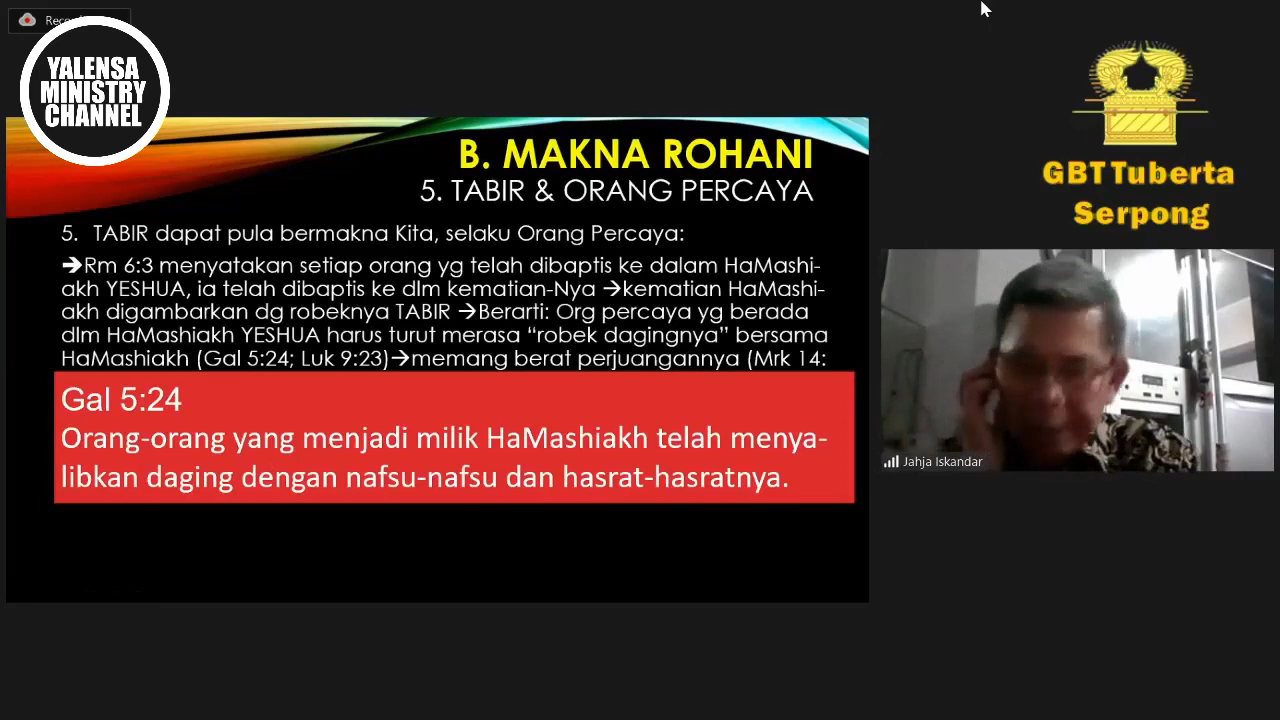 YALENSA
MINISTRY
CHANNEL
B. MAKNA ROHANI
5. TABIR & ORANG PERCAYA
5. TABIR dapat pula bermakna Kita, selaku Orang Percaya:
➔Rm 6:3 menyatakan setiap orang yg telah dibaptis ke dalam HaMashi-
akh YESHUA, ia telah dibaptis ke dlm kematian-Nya ➔kematian HaMashi-
akh digambarkan dg robeknya TABIR ➔Berarti: Org percaya yg berada
dlm HaMashiakh YESHUA harus turut merasa “robek dagingnya” bersama
HaMashiakh (Gal 5:24; Luk 9:23)➔memang berat perjuangannya (Mrk 14:
Gal 5:24
Orang-orang yang menjadi milik HaMashiakh telah menya-
libkan daging dengan nafsu-nafsu dan hasrat-hasratnya.
GBT Tuberta
Serpong
Jahja Iskandar